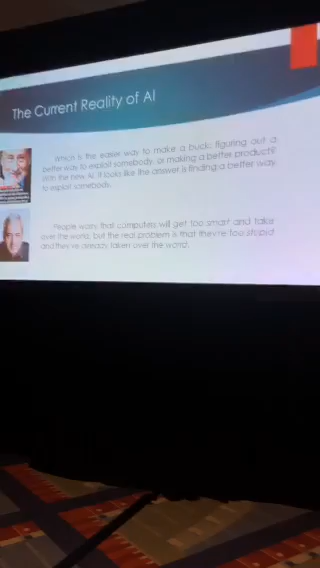 The Current Reality of AI
Which is the easier way to make a buck: figuring out a
better way to exploit somebody, or making a better product?
With the new AI, it looks like the answer is finding a better way
to exploit somebody.
People worry that computers will get too smart and take
over the world, but the real problem is that they're too stupid
and they've already taken over the world.